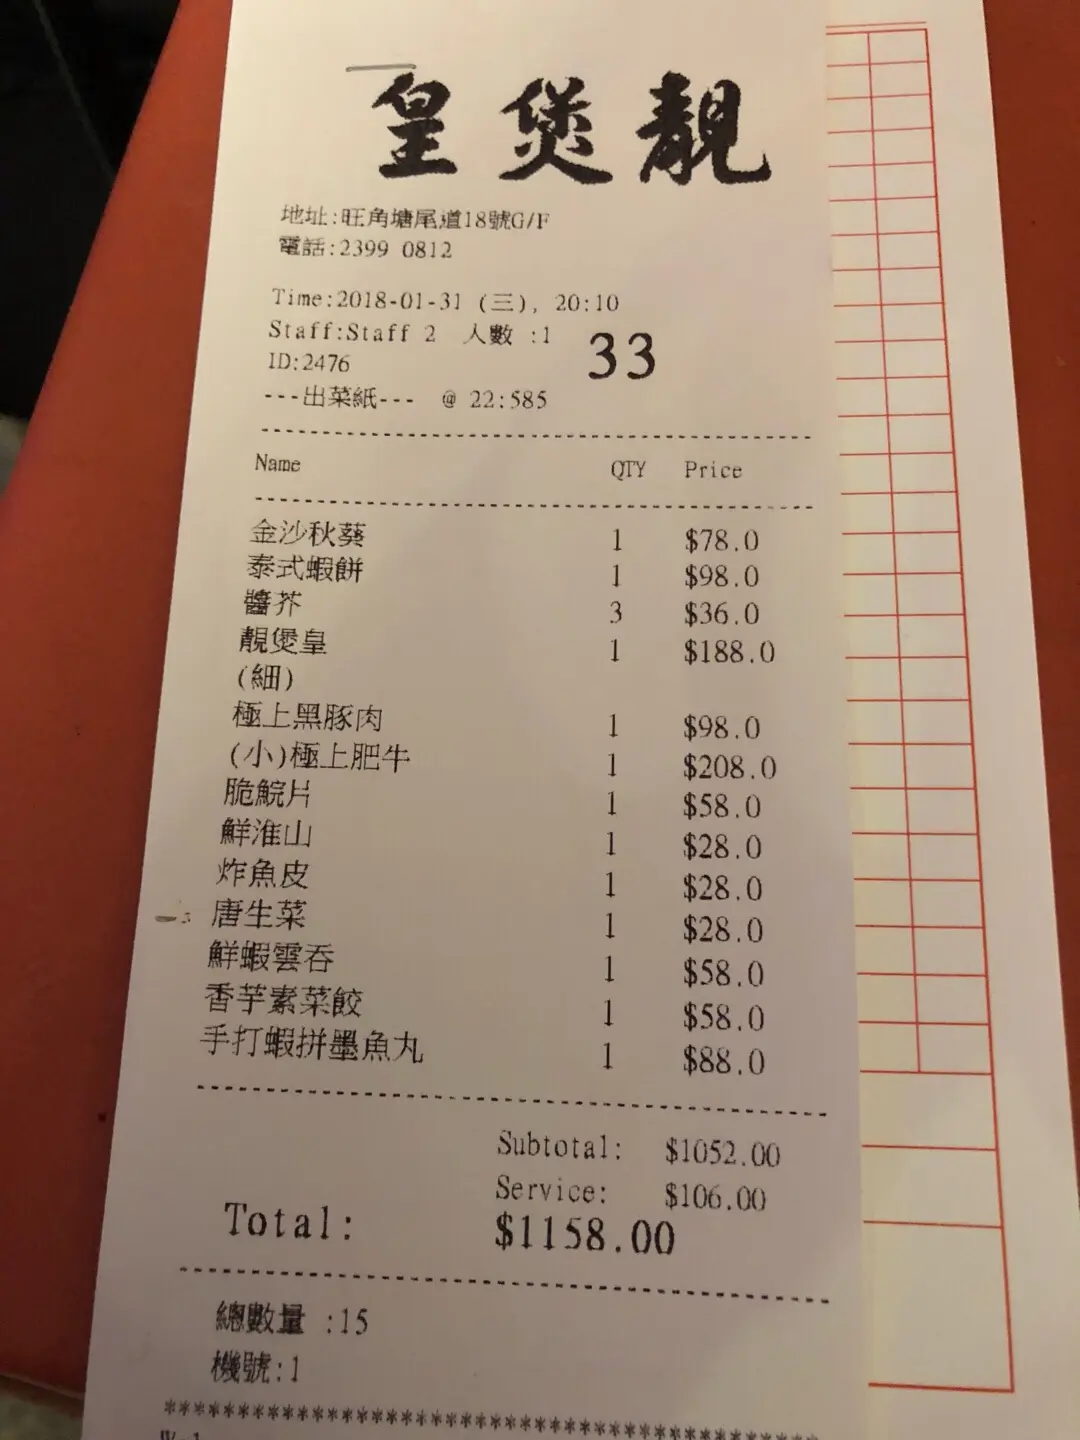 皇煲靚
地址:旺角塘尾道18號G/F
電話:2399 0812
Time:2018-01-31 (三), 20:10
Staff:Staff 2 人數 :1
33
ID:2476
---出菜紙--- @ 22:585
Name QTY Price
金沙秋葵 1 $78.0
泰式蝦餅 1 $98.0
醬芥 3 $36.0
靚煲皇 1 $188.0
(細)
極上黑豚肉 1 $98.0
(小)極上肥牛 1 $208.0
脆鯇片 1 $58.0
鮮淮山 1 $28.0
炸魚皮 1 $28.0
唐生菜 1 $28.0
鮮蝦雲吞 1 $58.0
香芋素菜餃 1 $58.0
手打蝦拼墨魚丸 1 $88.0
Subtotal: $1052.00
Service: $106.00
Total: $1158.00
總數量 :15
機號:1